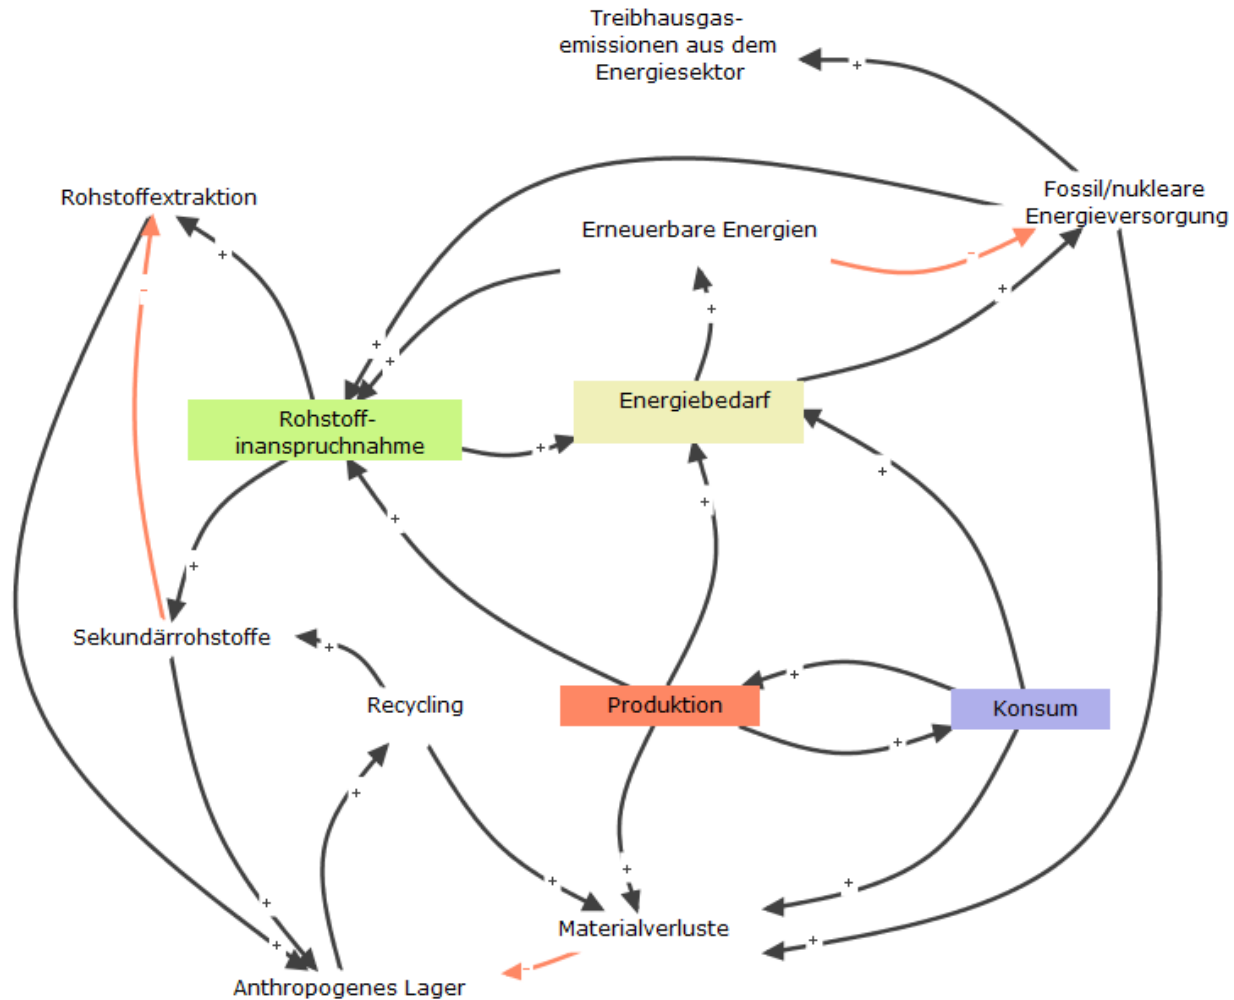 Treibhausgas-
emissionen aus dem
Energiesektor
+
Rohstoffextraktion
Fossil/nukleare
Energieversorgung
Erneuerbare Energien
+
-
-
+
+
+
+
Rohstoff-
inanspruchnahme
Energiebedarf
+
+
+
+
+
Sekundärrohstoffe
+
+
Recycling
Produktion
Konsum
+
+
+
+
+
+
Materialverluste
+
+
-
Anthropogenes Lager